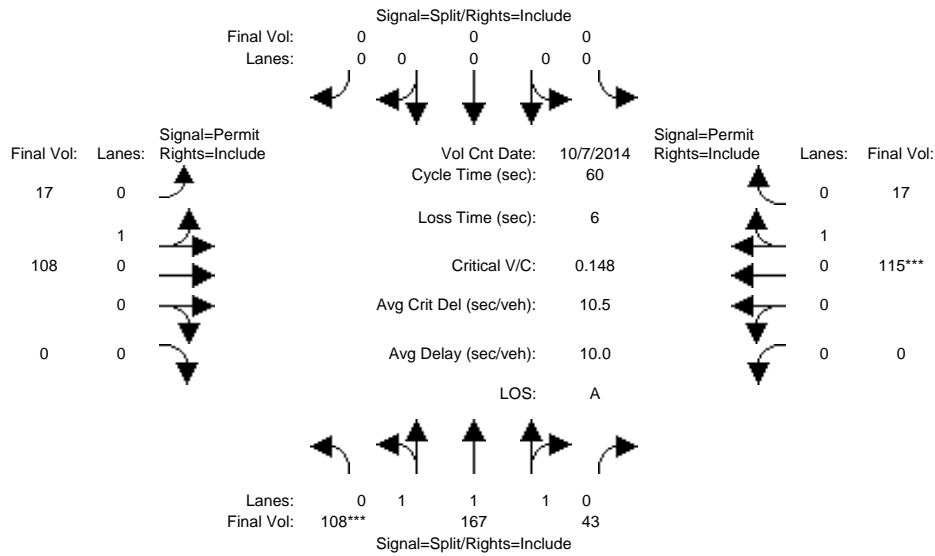 Signal=Split/Rights=Include
Final Vol: 0 0 0
Lanes: 0 0 0 0 0
Signal=Permit
Final Vol: Lanes: Rights=Include
Vol Cnt Date: 10/7/2014
Signal=Permit
Rights=Include Lanes: Final Vol:
Cycle Time (sec): 60
17 0
0 17
Loss Time (sec): 6
1
1
108 0
Critical V/C: 0.148
0 115***
0
Avg Crit Del (sec/veh): 10.5
0
0 0
Avg Delay (sec/veh): 10.0
0 0
LOS: A
Lanes: 0 1 1 1 0
Final Vol: 108*** 167 43
Signal=Split/Rights=Include